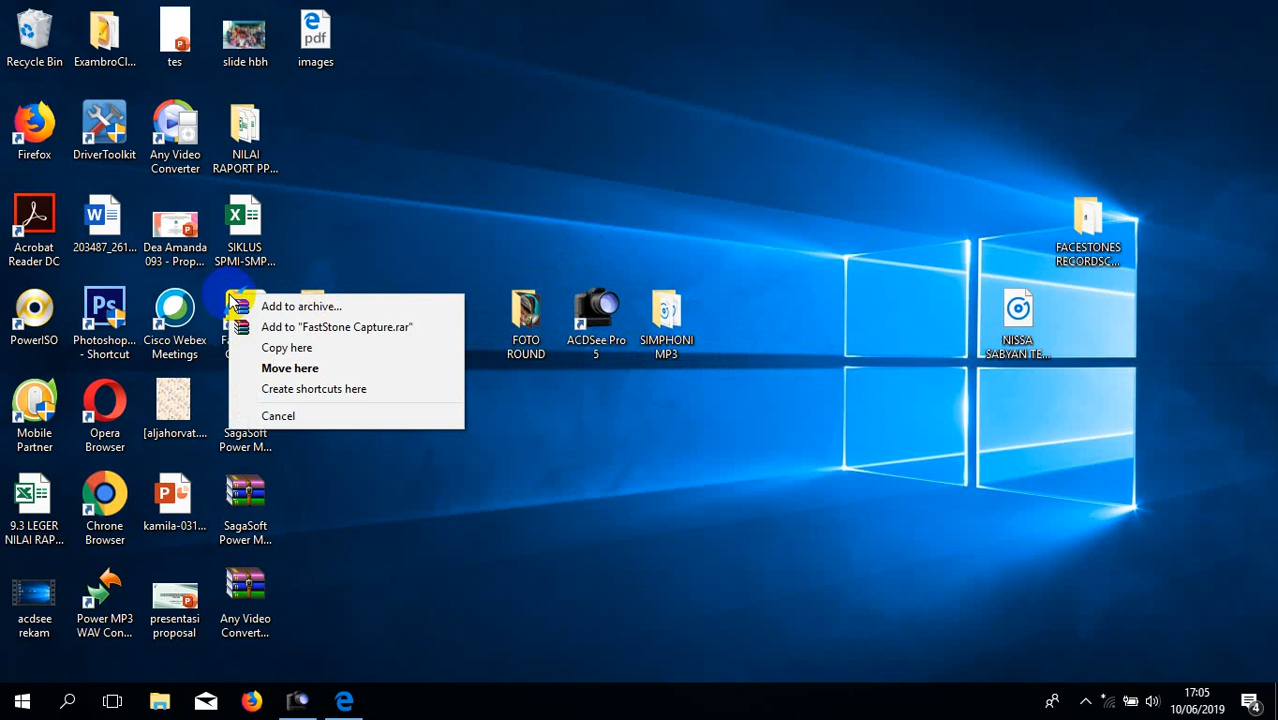 Recycle Bin
ExambroCl...
tes
slide hbh
pdf
images
Firefox
DriverToolkit
Any Video
Converter
NILAI
RAPORT PP...
Acrobat
Reader DC
203487_261...
Dea Amanda
093 - Prop...
SIKLUS
SPMI-SMP...
FACESTONES
RECORDSC...
PowerISO
Photoshop...
- Shortcut
Cisco Webex
Meetings
Add to archive...
Add to "FastStone Capture.rar"
Copy here
Move here
Create shortcuts here
Cancel
FOTO
ROUND
ACDSee Pro
5
SIMPHONI
MP3
NISSA
SABYAN TE...
Mobile
Partner
Opera
Browser
[aljahorvat....
SagaSoft
Power M...
9.3 LEGER
NILAI RAP...
Chrone
Browser
kamila-031...
SagaSoft
Power M...
acdsee
rekam
Power MP3
WAV Con...
presentasi
proposal
Any Video
Convert...
17:05
10/06/2019
4